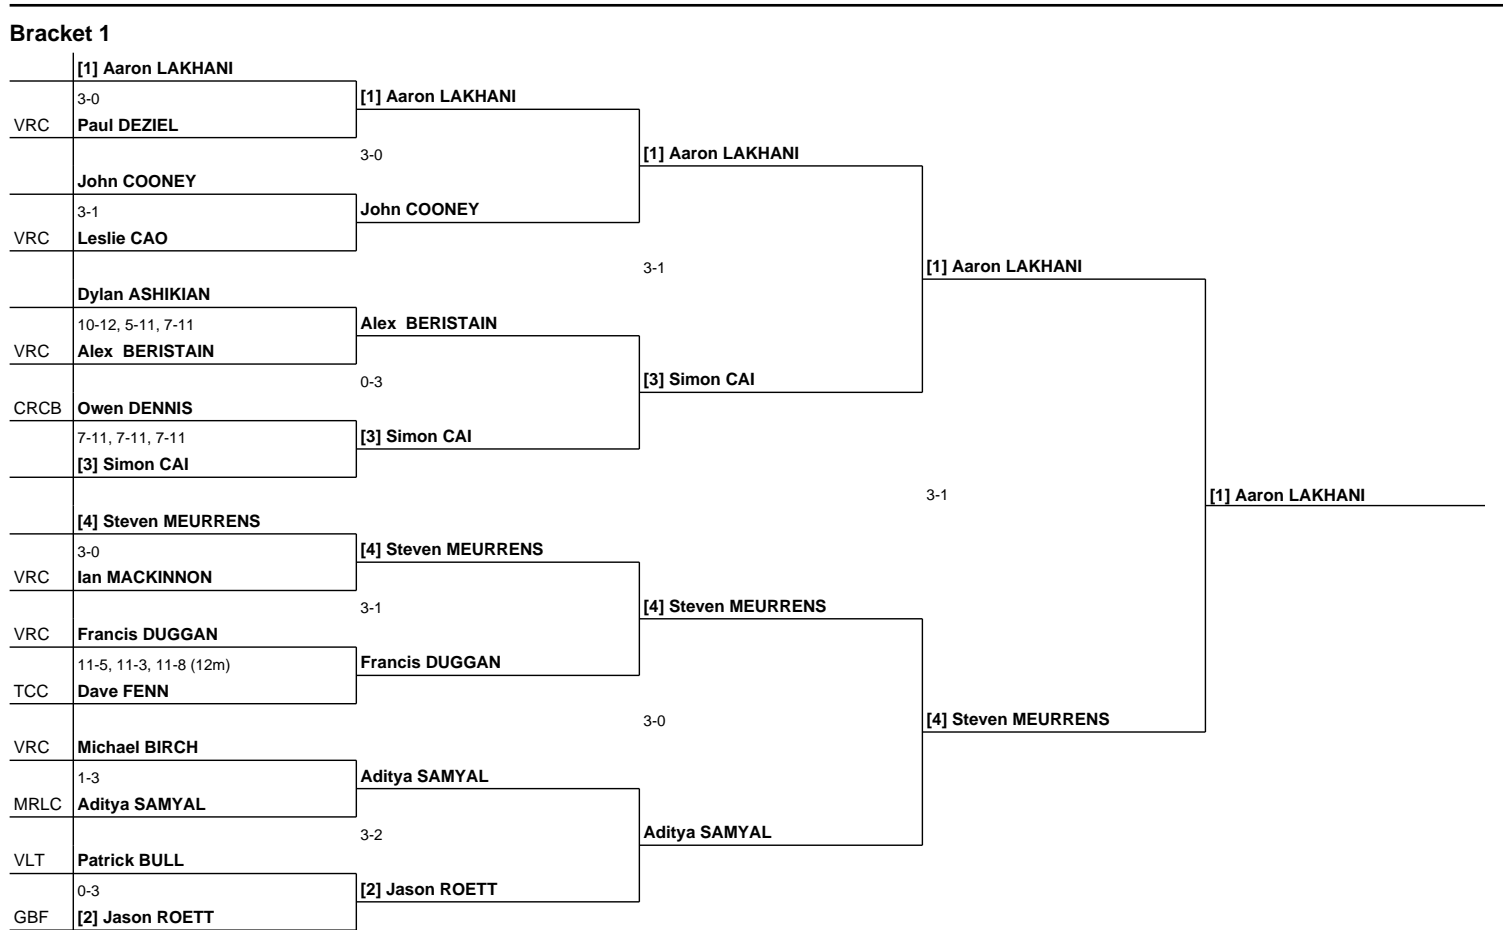 Bracket 1
[1] Aaron LAKHANI
3-0 [1] Aaron LAKHANI
VRC Paul DEZIEL
3-0 [1] Aaron LAKHANI
John COONEY
3-1 John COONEY
VRC Leslie CAO
3-1 [1] Aaron LAKHANI
Dylan ASHIKIAN
10-12, 5-11, 7-11 Alex BERISTAIN
VRC Alex BERISTAIN
0-3 [3] Simon CAI
CRCB Owen DENNIS
7-11, 7-11, 7-11 [3] Simon CAI
[3] Simon CAI
3-1 [1] Aaron LAKHANI
[4] Steven MEURRENS
3-0 [4] Steven MEURRENS
VRC Ian MACKINNON
3-1 [4] Steven MEURRENS
VRC Francis DUGGAN
11-5, 11-3, 11-8 (12m) Francis DUGGAN
TCC Dave FENN
3-0 [4] Steven MEURRENS
VRC Michael BIRCH
1-3 Aditya SAMYAL
MRLC Aditya SAMYAL
3-2 Aditya SAMYAL
VLT Patrick BULL
0-3 [2] Jason ROETT
GBF [2] Jason ROETT